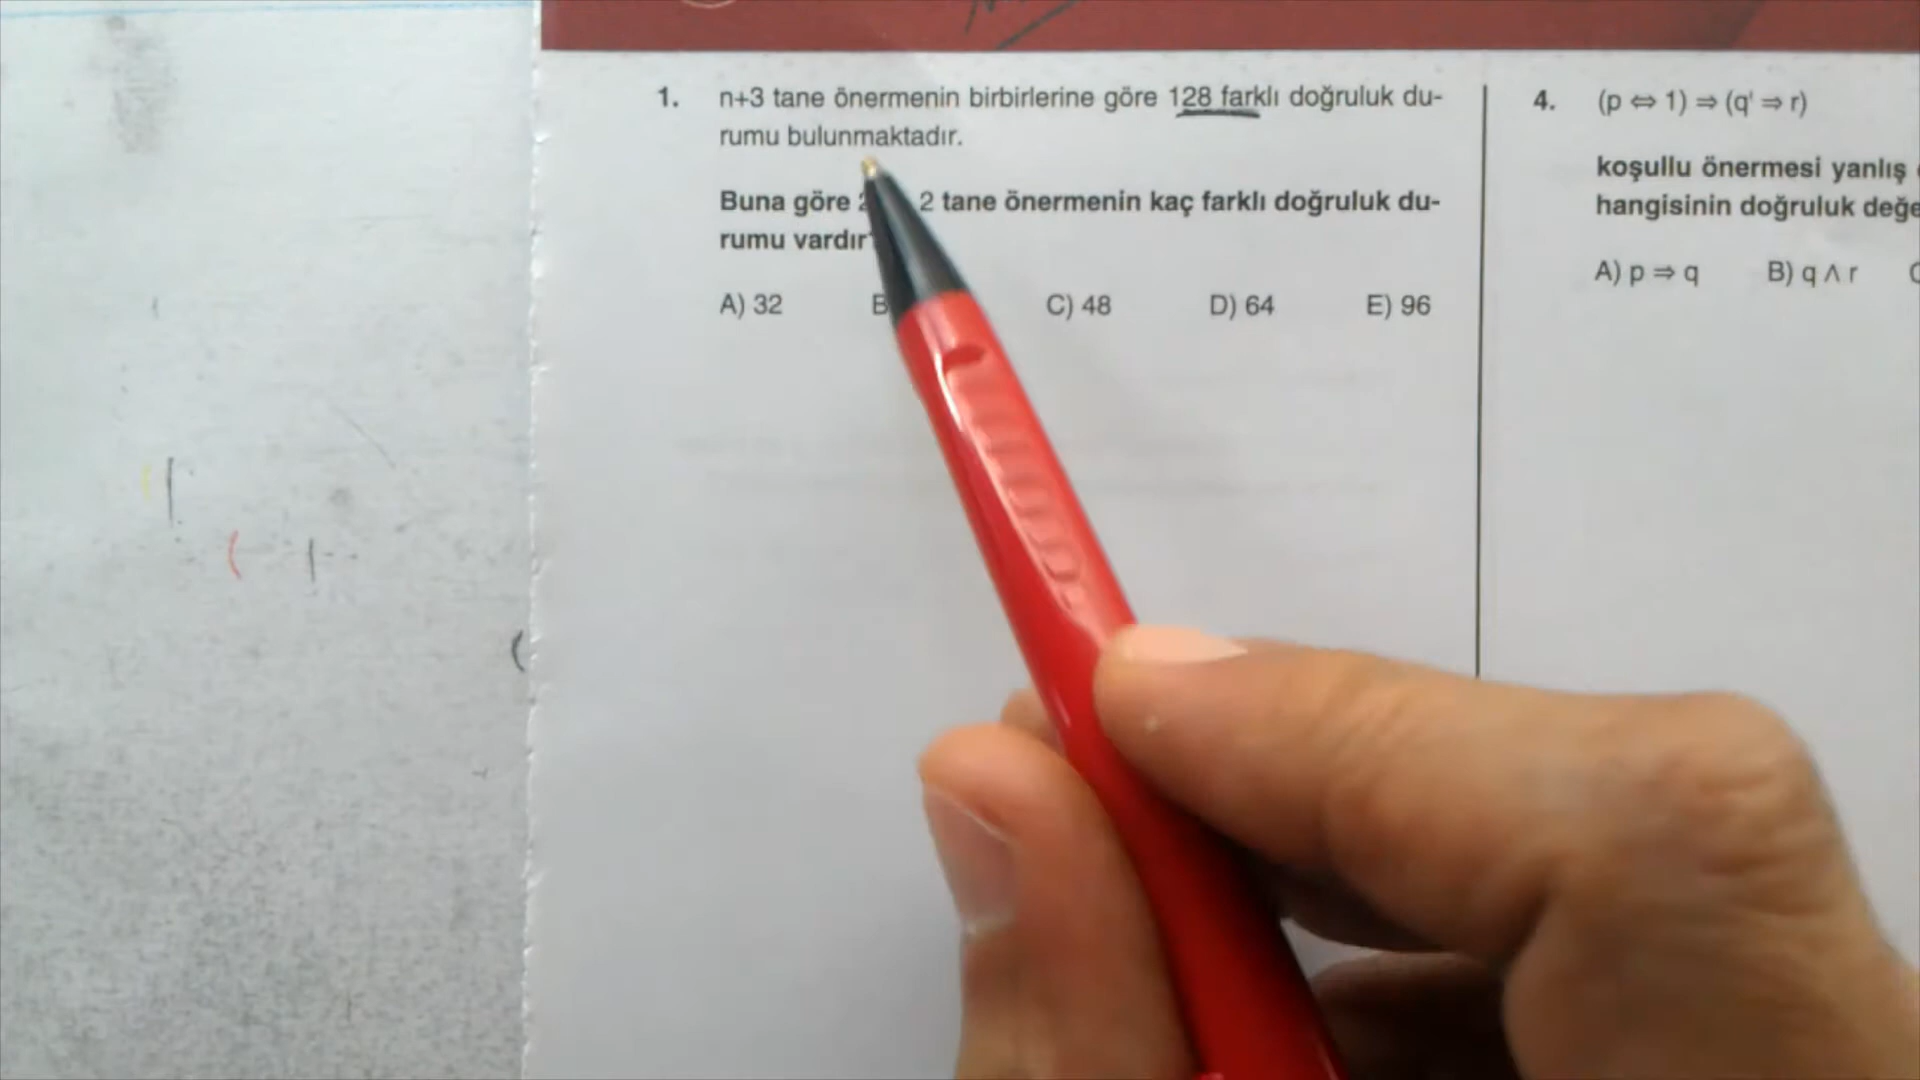 1. n+3 tane önermenin birbirlerine göre 128 farklı doğruluk du-
rumu bulunmaktadır.
Buna göre 2 tane önermenin kaç farklı doğruluk du-
rumu vardır
A) 32 B C) 48 D) 64 E) 96
4. (p ⇔ 1) ⇒ (q' ⇒ r)
koşullu önermesi yanlış
hangisinin doğruluk değe
A) p ⇒ q B) q ∧ r